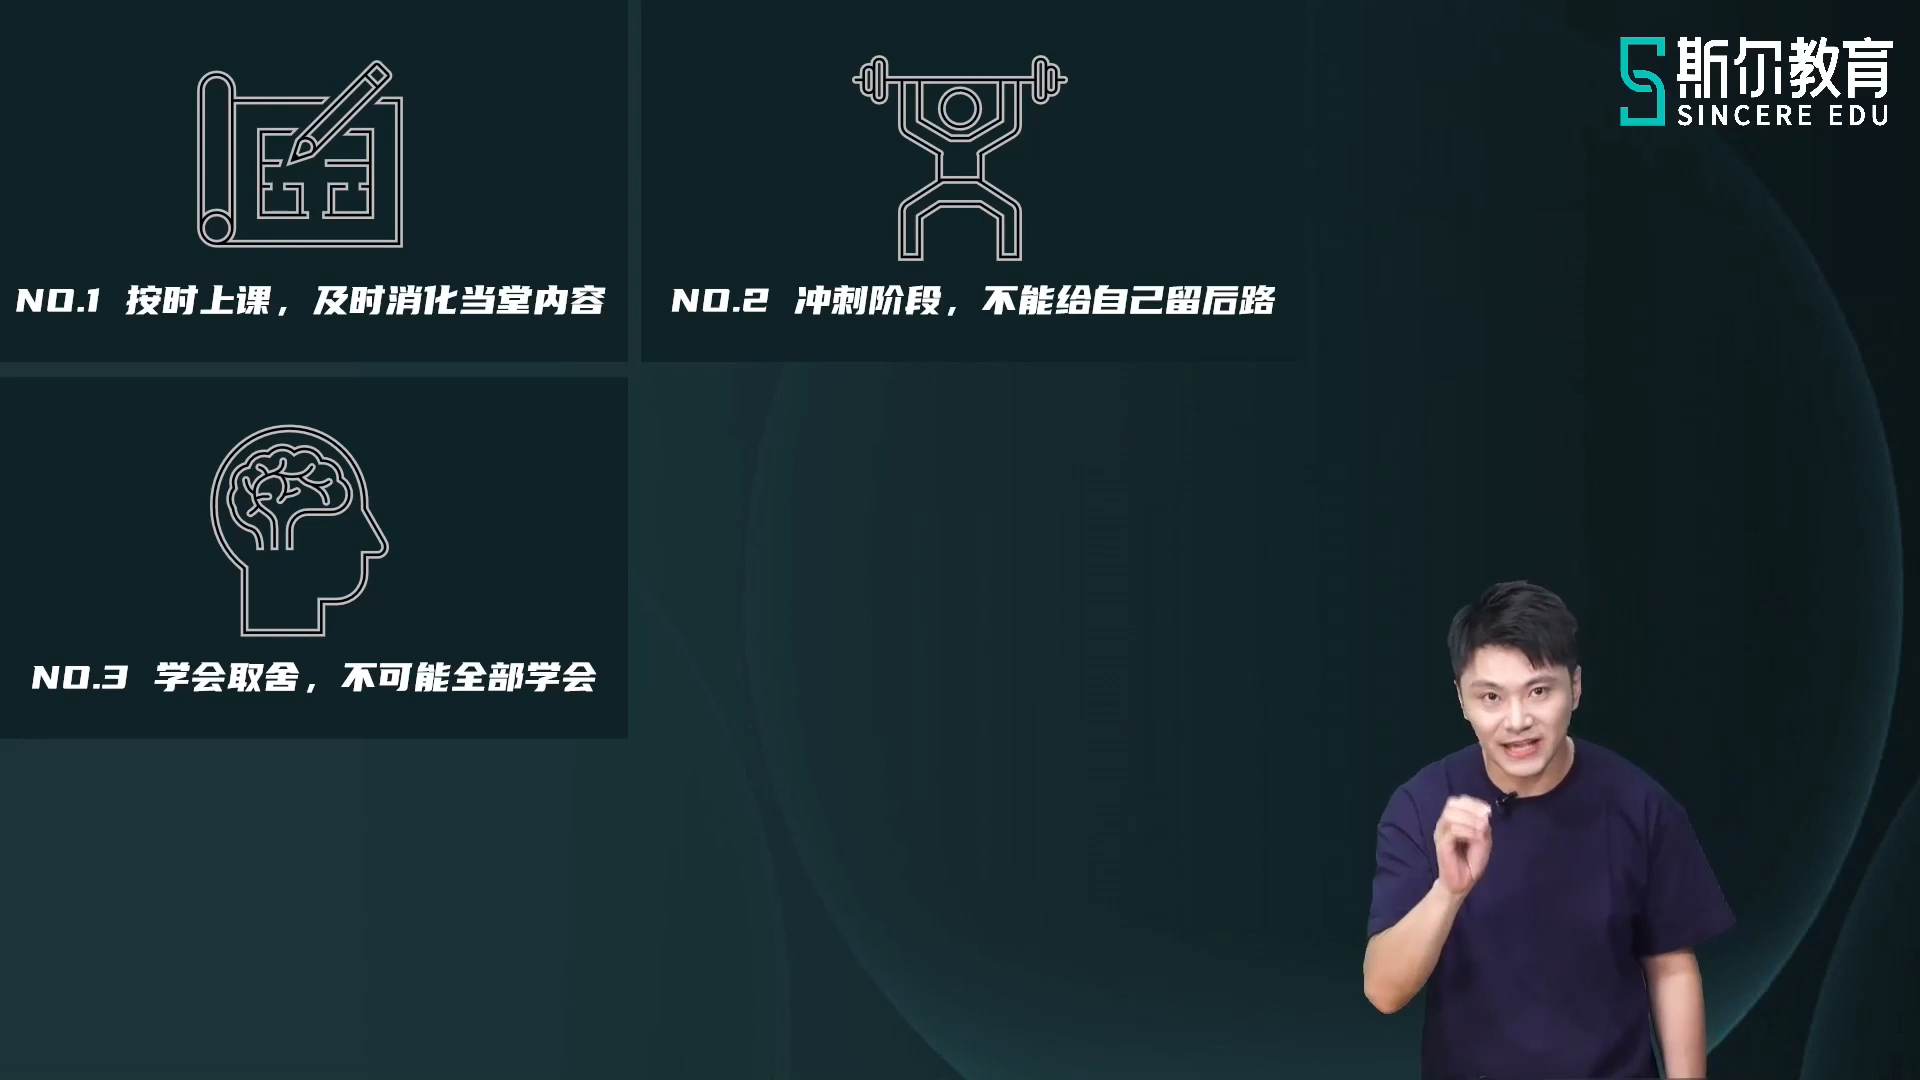 斯尔教育
SINCERE EDU
NO.1 按时上课，及时消化当堂内容
NO.2 冲刺阶段，不能给自己留后路
NO.3 学会取舍，不可能全部学会